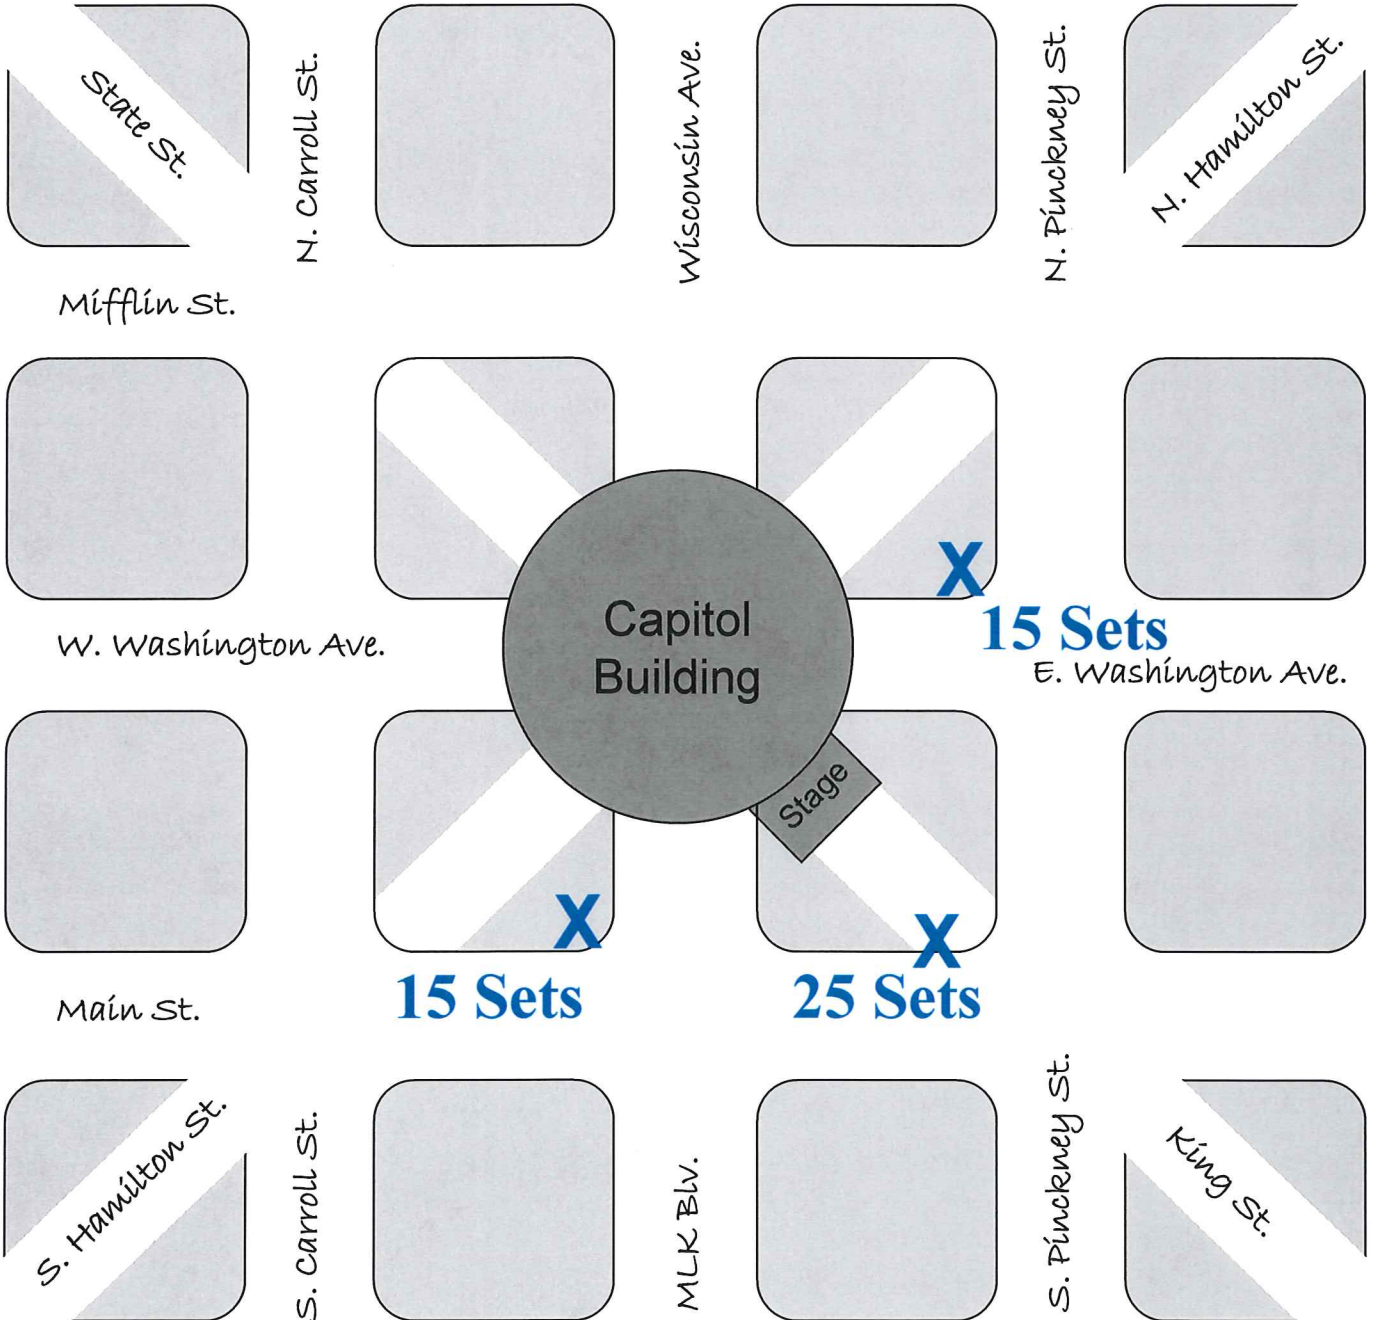 State St.
N. Carroll St.
Wisconsin Ave.
N. Pinckney St.
N. Hamilton St.
Mifflin St.
X
15 Sets
W. Washington Ave.
Capitol
Building
E. Washington Ave.
Stage
X
X
15 Sets
25 Sets
Main St.
S. Hamilton St.
S. Carroll St.
MLK Blv.
S. Pinckney St.
King St.